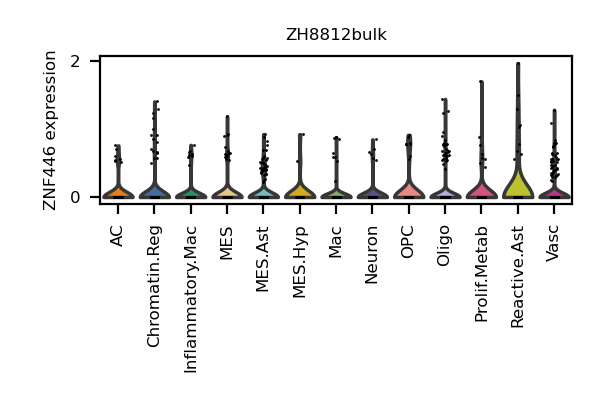 ZH8812bulk
ZNF446 expression
2
0
AC
Chromatin.Reg
Inflammatory.Mac
MES
MES.Ast
MES.Hyp
Mac
Neuron
OPC
Oligo
Prolif.Metab
Reactive.Ast
Vasc